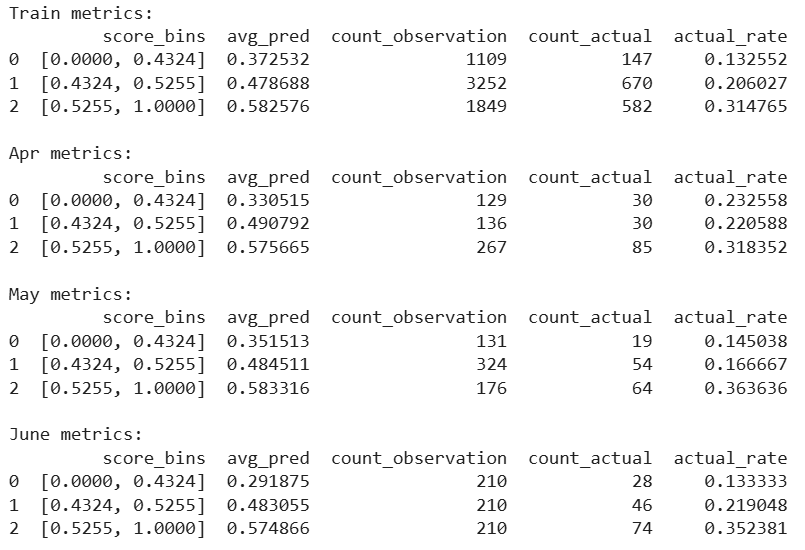 Train metrics:
score_bins avg_pred count_observation count_actual actual_rate
0 [0.0000, 0.4324] 0.372532 1109 147 0.132552
1 [0.4324, 0.5255] 0.478688 3252 670 0.206027
2 [0.5255, 1.0000] 0.582576 1849 582 0.314765
Apr metrics:
score_bins avg_pred count_observation count_actual actual_rate
0 [0.0000, 0.4324] 0.330515 129 30 0.232558
1 [0.4324, 0.5255] 0.490792 136 30 0.220588
2 [0.5255, 1.0000] 0.575665 267 85 0.318352
May metrics:
score_bins avg_pred count_observation count_actual actual_rate
0 [0.0000, 0.4324] 0.351513 131 19 0.145038
1 [0.4324, 0.5255] 0.484511 324 54 0.166667
2 [0.5255, 1.0000] 0.583316 176 64 0.363636
June metrics:
score_bins avg_pred count_observation count_actual actual_rate
0 [0.0000, 0.4324] 0.291875 210 28 0.133333
1 [0.4324, 0.5255] 0.483055 210 46 0.219048
2 [0.5255, 1.0000] 0.574866 210 74 0.352381